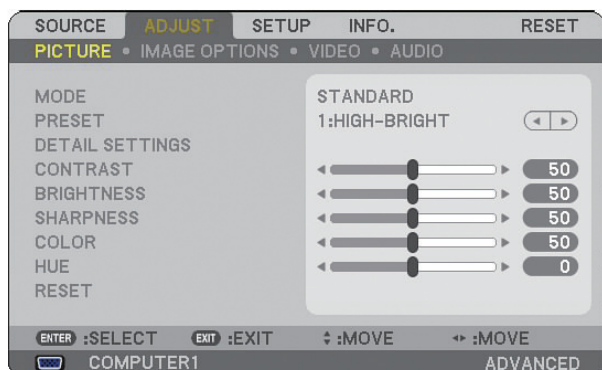 SOURCE ADJUST SETUP INFO. RESET
PICTURE • IMAGE OPTIONS • VIDEO • AUDIO
MODE STANDARD
PRESET 1:HIGH-BRIGHT
DETAIL SETTINGS
CONTRAST 50
BRIGHTNESS 50
SHARPNESS 50
COLOR 50
HUE 0
RESET
ENTER :SELECT EXIT :EXIT :MOVE :MOVE
COMPUTER1 ADVANCED